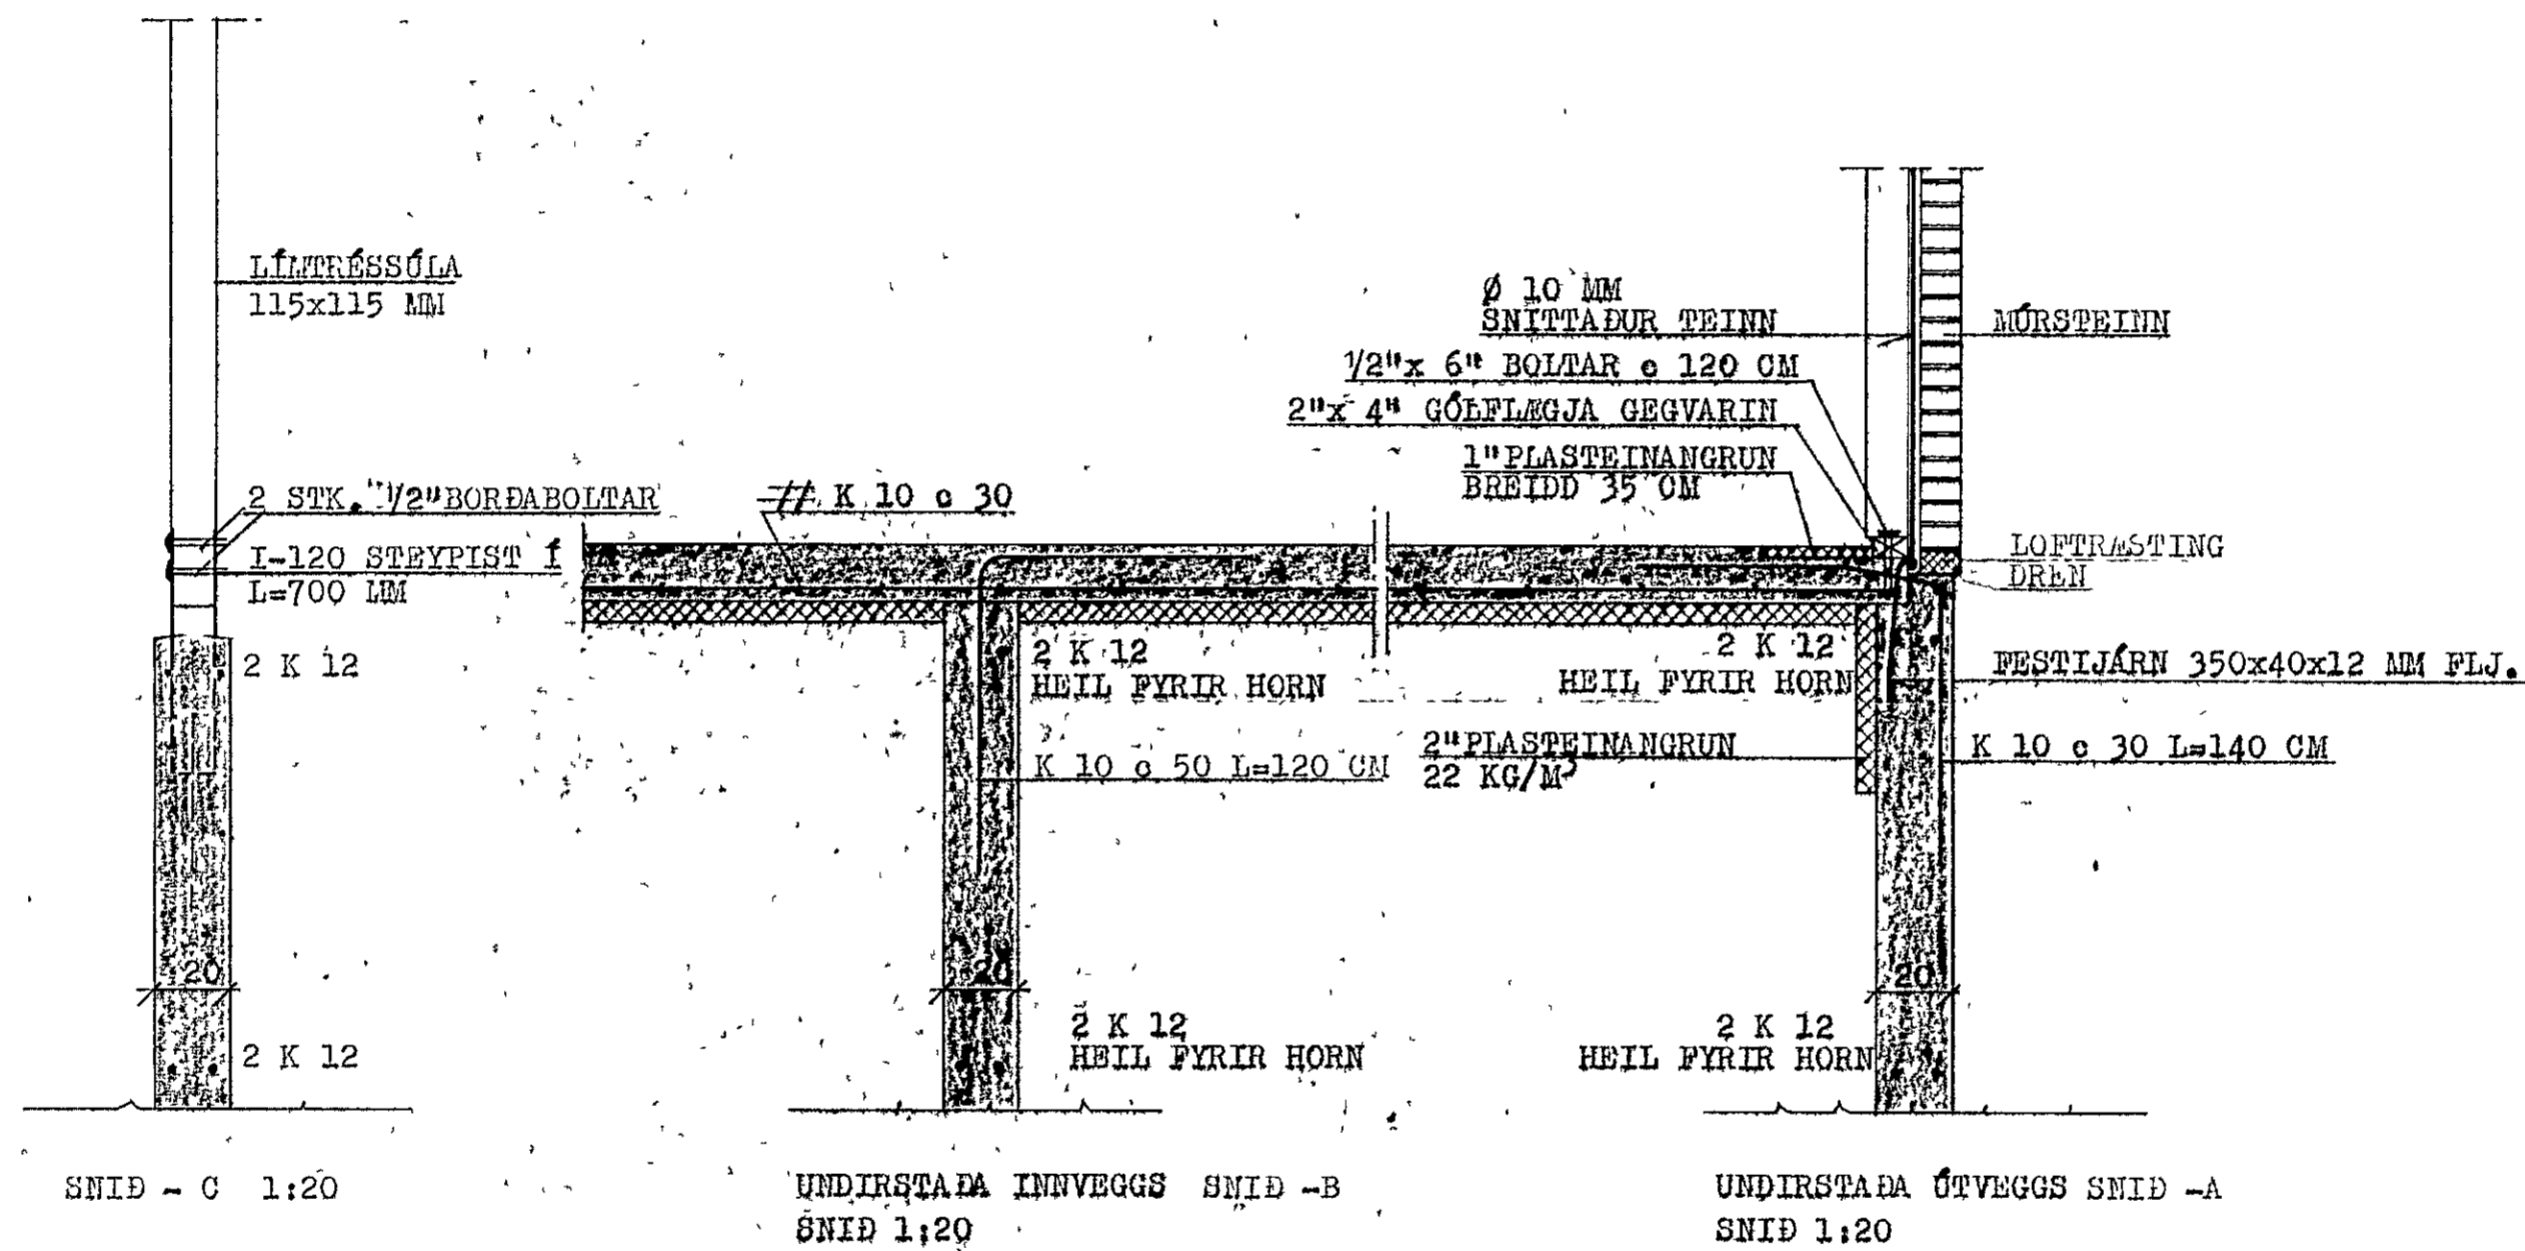 LÍMTRÉSSÚLA
115x115 MM
2 STK. 1/2" BORÐABOLTAR
I-120 STEYPIST Í
L=700 MM
2 K 12
20
2 K 12
SNIÐ - C 1:20
K 10 c 30
2 K 12
HEIL FYRIR HORN
K 10 c 50 L=120 CM
20
2 K 12
HEIL FYRIR HORN
UNDIRSTAÐA INNVEGGS SNIÐ -B
SNIÐ 1:20
Ø 10 MM
SNITTAÐUR TEINN
1/2"x 6" BOLTAR c 120 CM
2"x 4" GÓLFLÆGJA GEGVARIN
1" PLASTEINANGRUN
BREIDD 35 CM
MÚRSTEINN
LOFTRÆSTING
DREN
2 K 12
HEIL FYRIR HORN
FESTIJÁRN 350x40x12 MM FLJ.
2" PLASTEINANGRUN
22 KG/M³
K 10 c 30 L=140 CM
20
2 K 12
HEIL FYRIR HORN
UNDIRSTAÐA ÚTVEGGS SNIÐ -A
SNIÐ 1:20